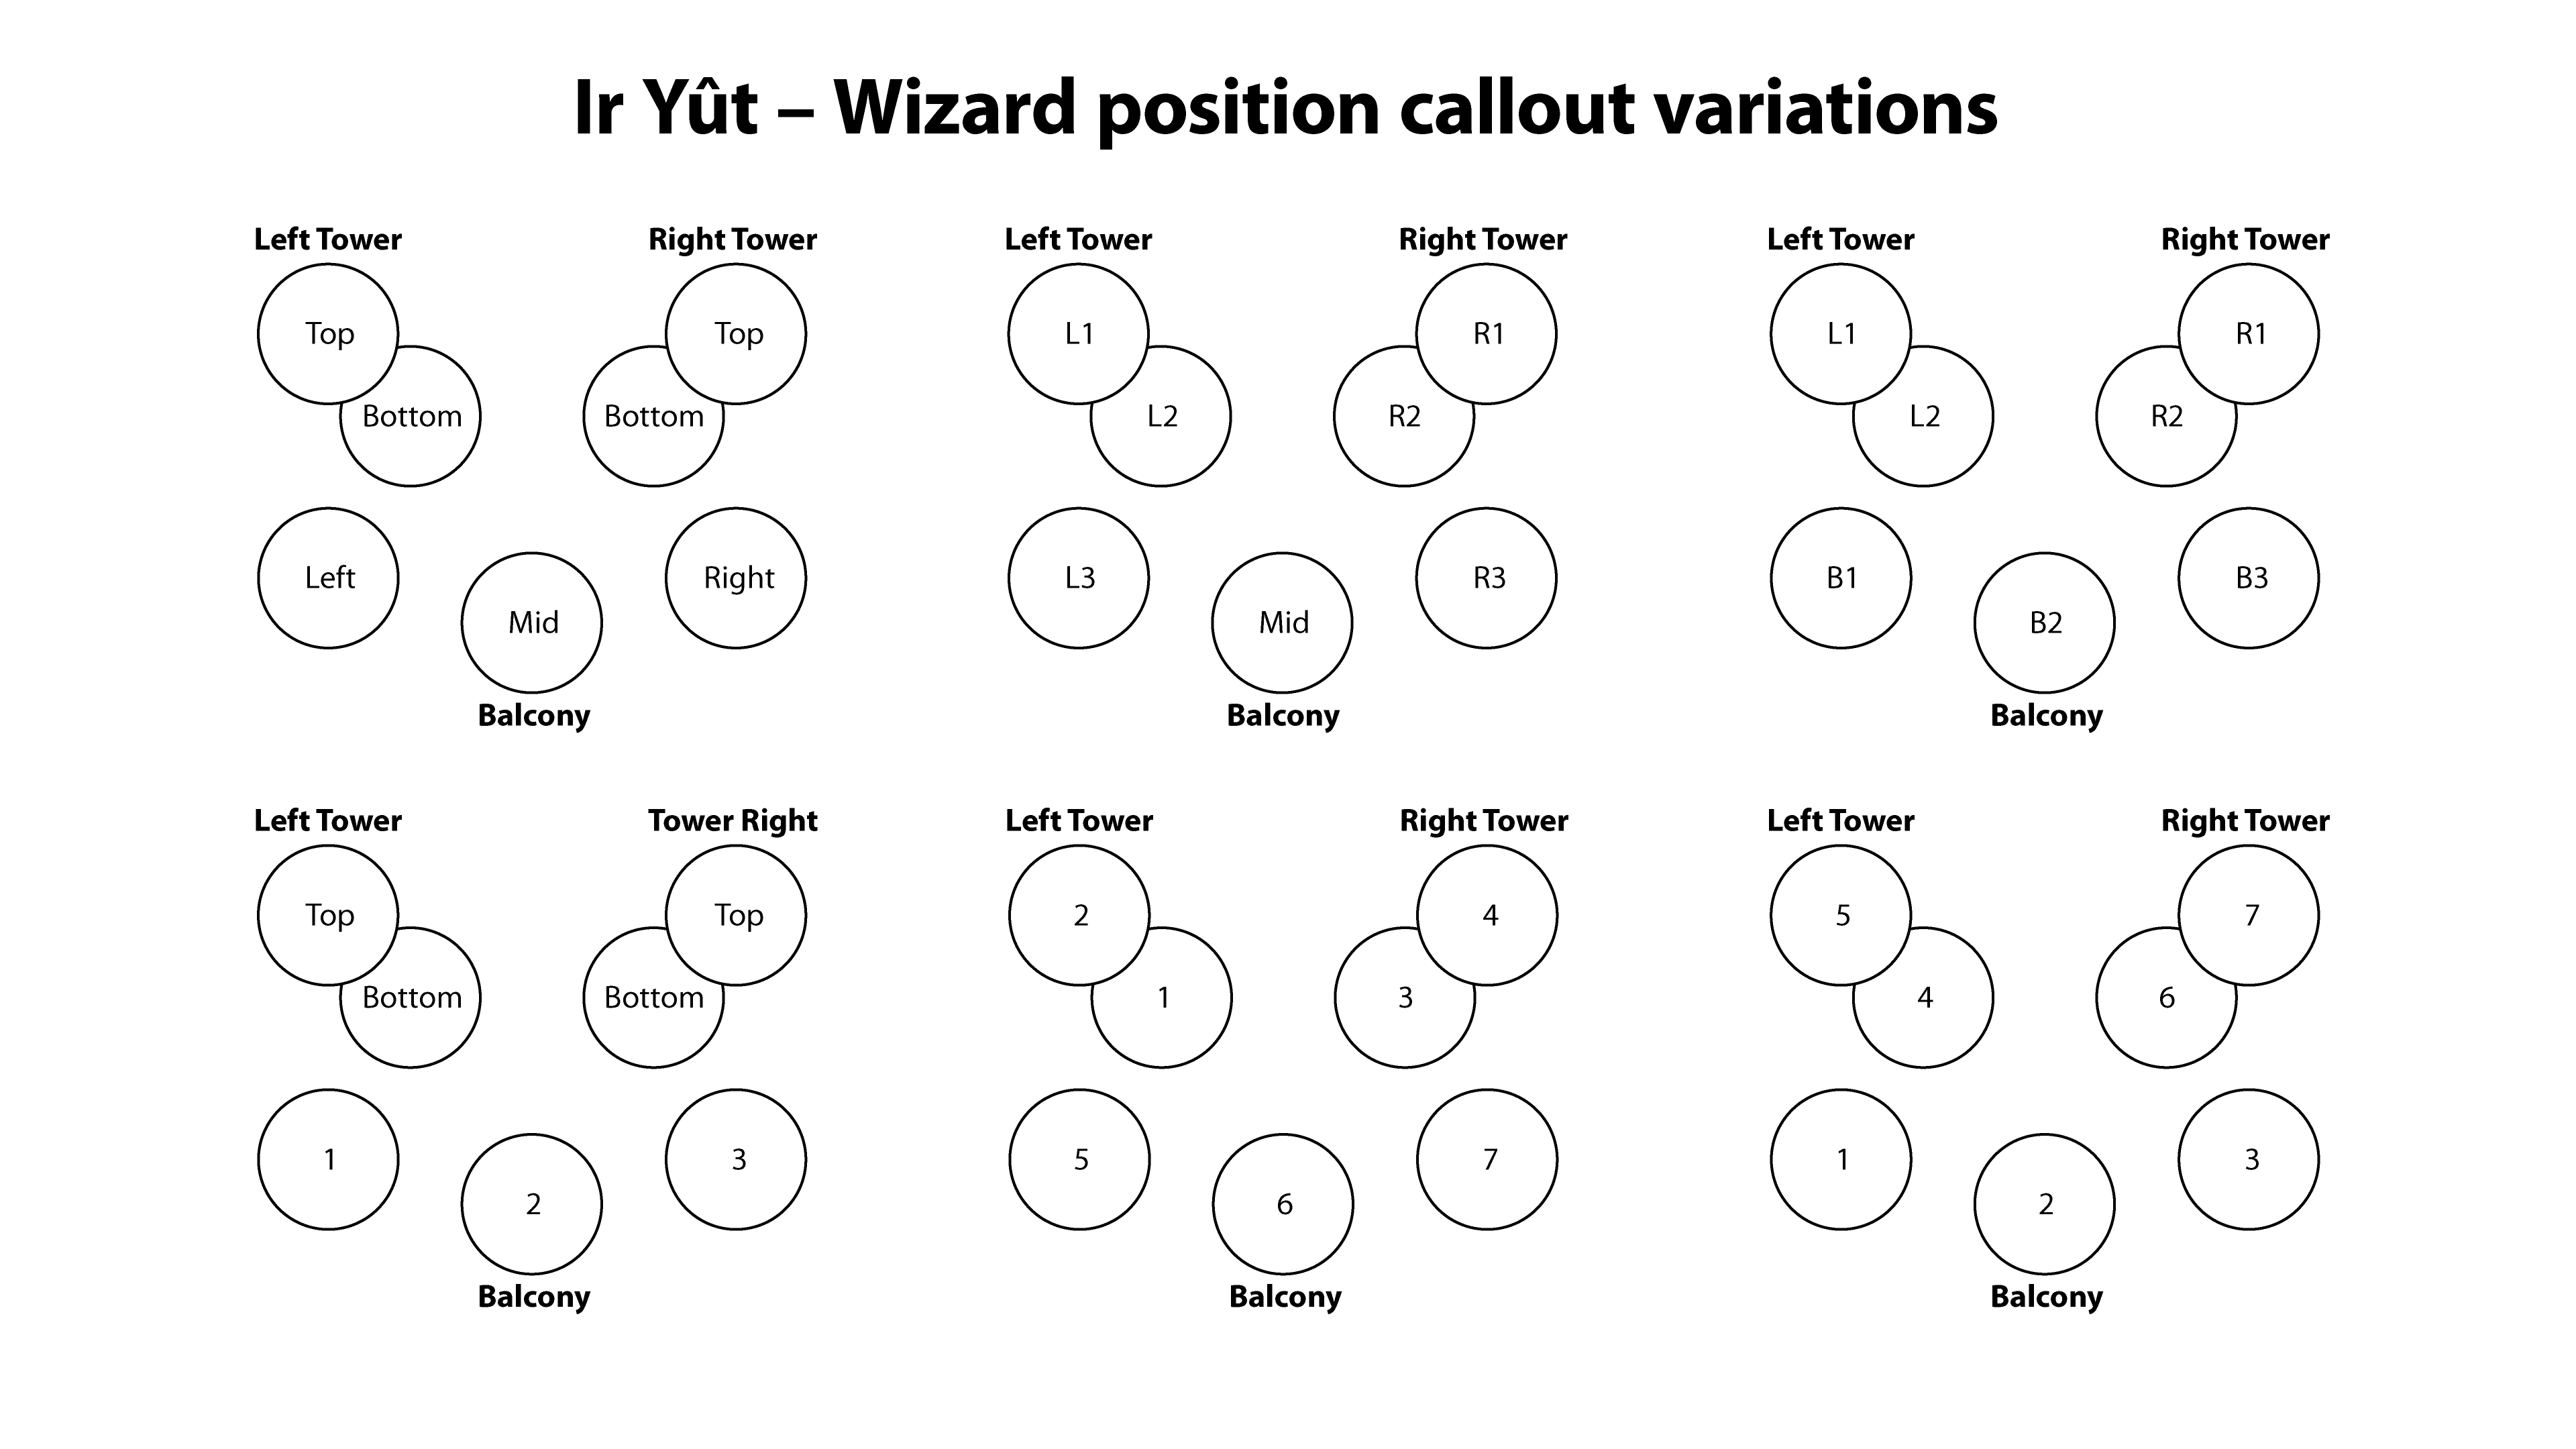 Ir Yût – Wizard position callout variations
Left Tower
Right Tower
Top
Top
Bottom
Bottom
Left
Right
Mid
Balcony
Left Tower
Right Tower
L1
R1
L2
R2
L3
R3
Mid
Balcony
Left Tower
Right Tower
L1
R1
L2
R2
B1
B3
B2
Balcony
Left Tower
Tower Right
Top
Top
Bottom
Bottom
1
3
2
Balcony
Left Tower
Right Tower
2
4
1
3
5
7
6
Balcony
Left Tower
Right Tower
5
7
4
6
1
3
2
Balcony